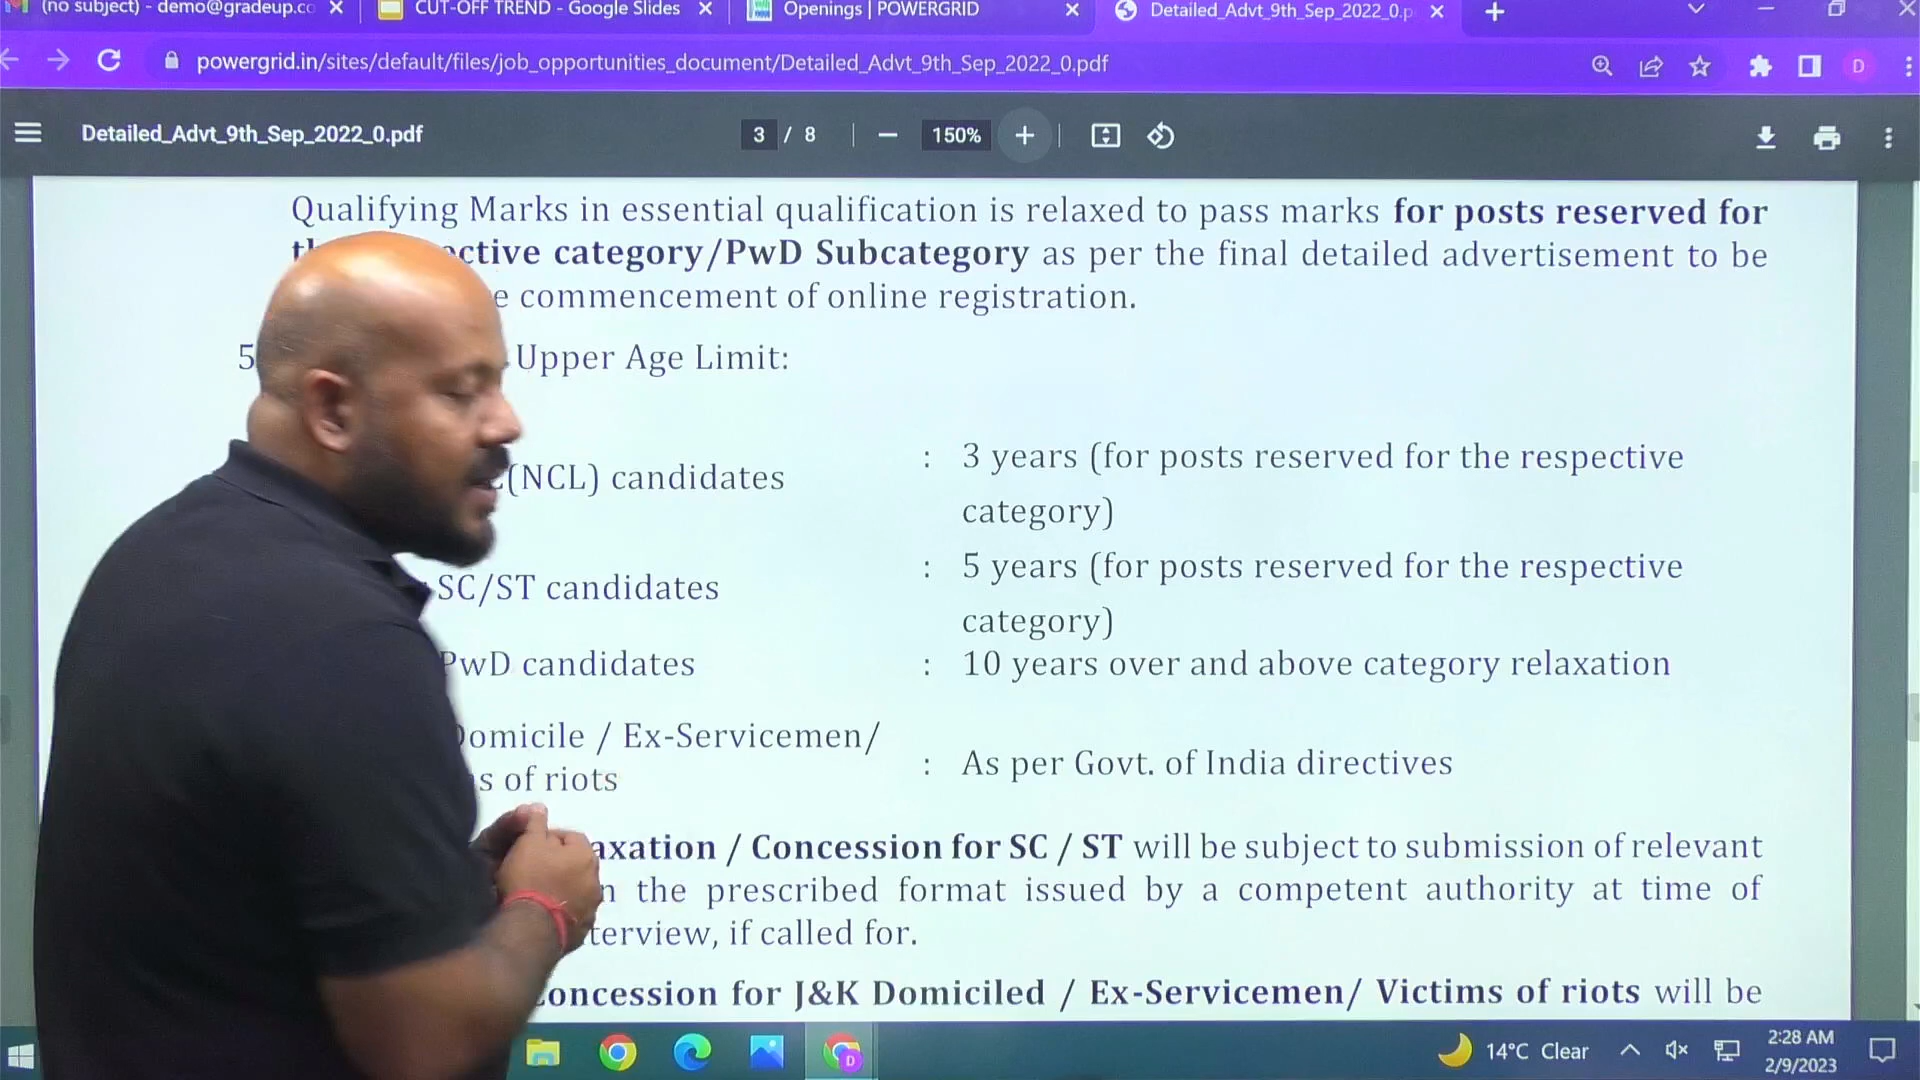 (no subject) - demo@gradeup.co
CUT-OFF TREND - Google Slides
Openings | POWERGRID
Detailed_Advt_9th_Sep_2022_0.p
powergrid.in/sites/default/files/job_opportunities_document/Detailed_Advt_9th_Sep_2022_0.pdf
D
Detailed_Advt_9th_Sep_2022_0.pdf
3 / 8
150%
Qualifying Marks in essential qualification is relaxed to pass marks for posts reserved for
category/PwD Subcategory as per the final detailed advertisement to be
commencement of online registration.
5
Upper Age Limit:
(NCL) candidates : 3 years (for posts reserved for the respective
category)
SC/ST candidates : 5 years (for posts reserved for the respective
category)
PwD candidates : 10 years over and above category relaxation
Domicile / Ex-Servicemen/
of riots : As per Govt. of India directives
/ Concession for SC / ST will be subject to submission of relevant
the prescribed format issued by a competent authority at time of
if called for.
Concession for J&K Domiciled / Ex-Servicemen/ Victims of riots will be
D
14°C Clear
2:28 AM
2/9/2023